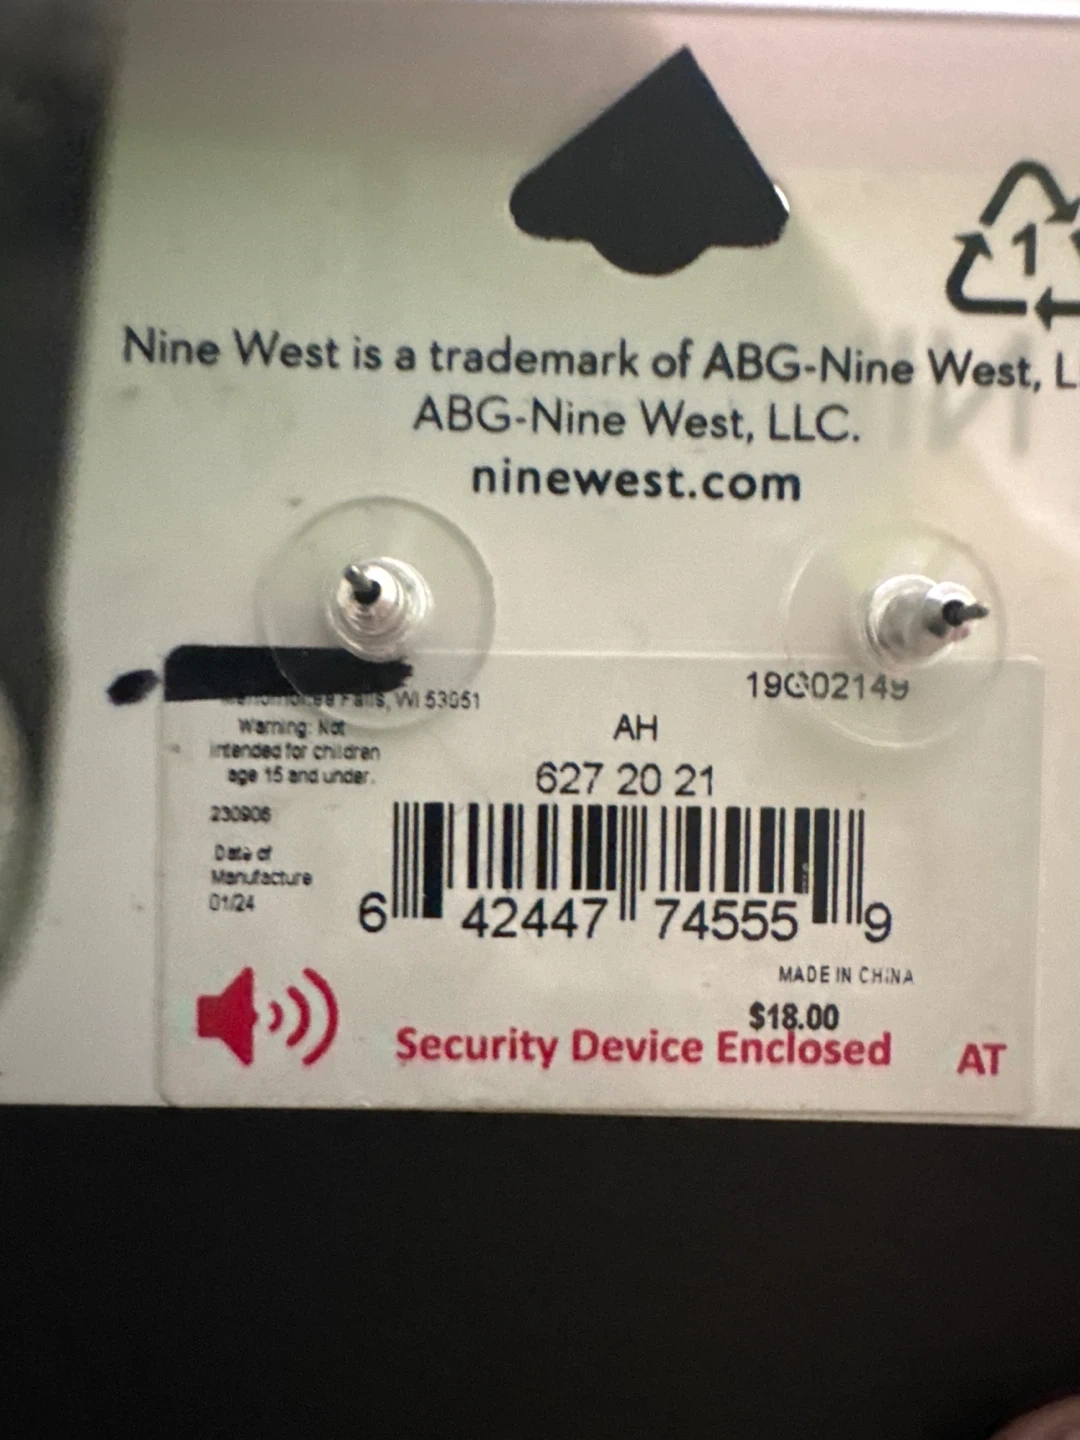 1
Nine West is a trademark of ABG-Nine West, L
ABG-Nine West, LLC.
ninewest.com
Falls, WI 53051
19C02149
Warning: Not
intended for children
age 15 and under.
AH
627 20 21
230906
Date of
Manufacture
01/24
6 42447 74555 9
MADE IN CHINA
$18.00
Security Device Enclosed AT